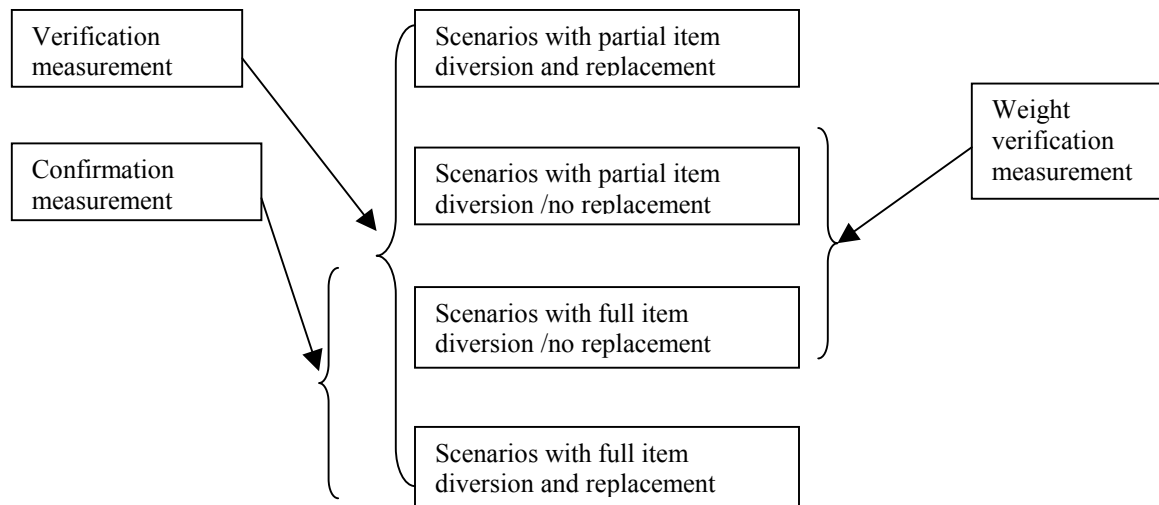 Verification
measurement
Confirmation
measurement
Scenarios with partial item
diversion and replacement
Scenarios with partial item
diversion /no replacement
Scenarios with full item
diversion /no replacement
Scenarios with full item
diversion and replacement
Weight
verification
measurement